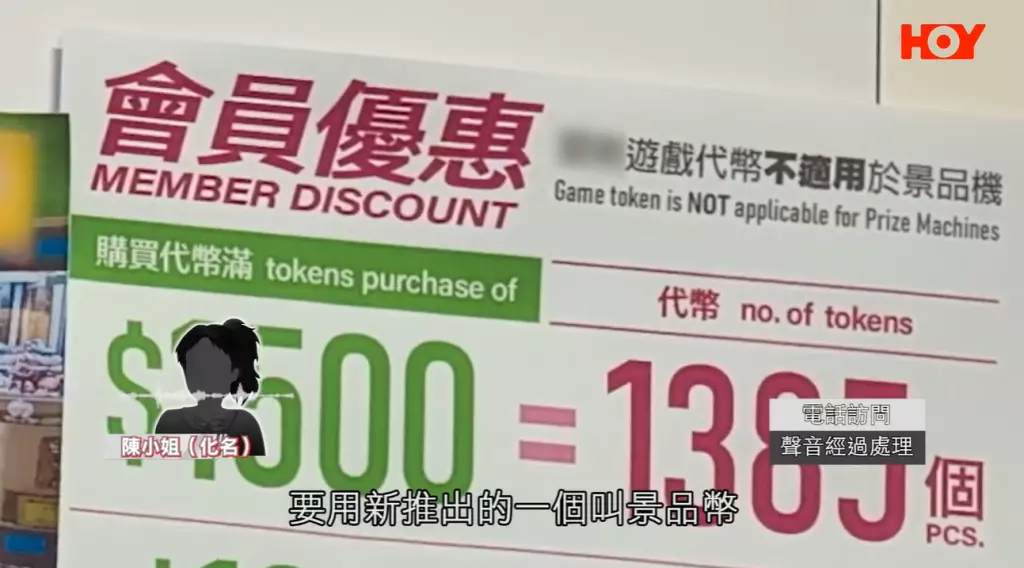 HOY
會員優惠
MEMBER DISCOUNT
遊戲代幣不適用於景品機
Game token is NOT applicable for Prize Machines
購買代幣滿 tokens purchase of
代幣 no. of tokens
$1500 = 1385 個
PCS.
電話訪問
聲音經過處理
陳小姐（化名）
要用新推出的一個叫景品幣